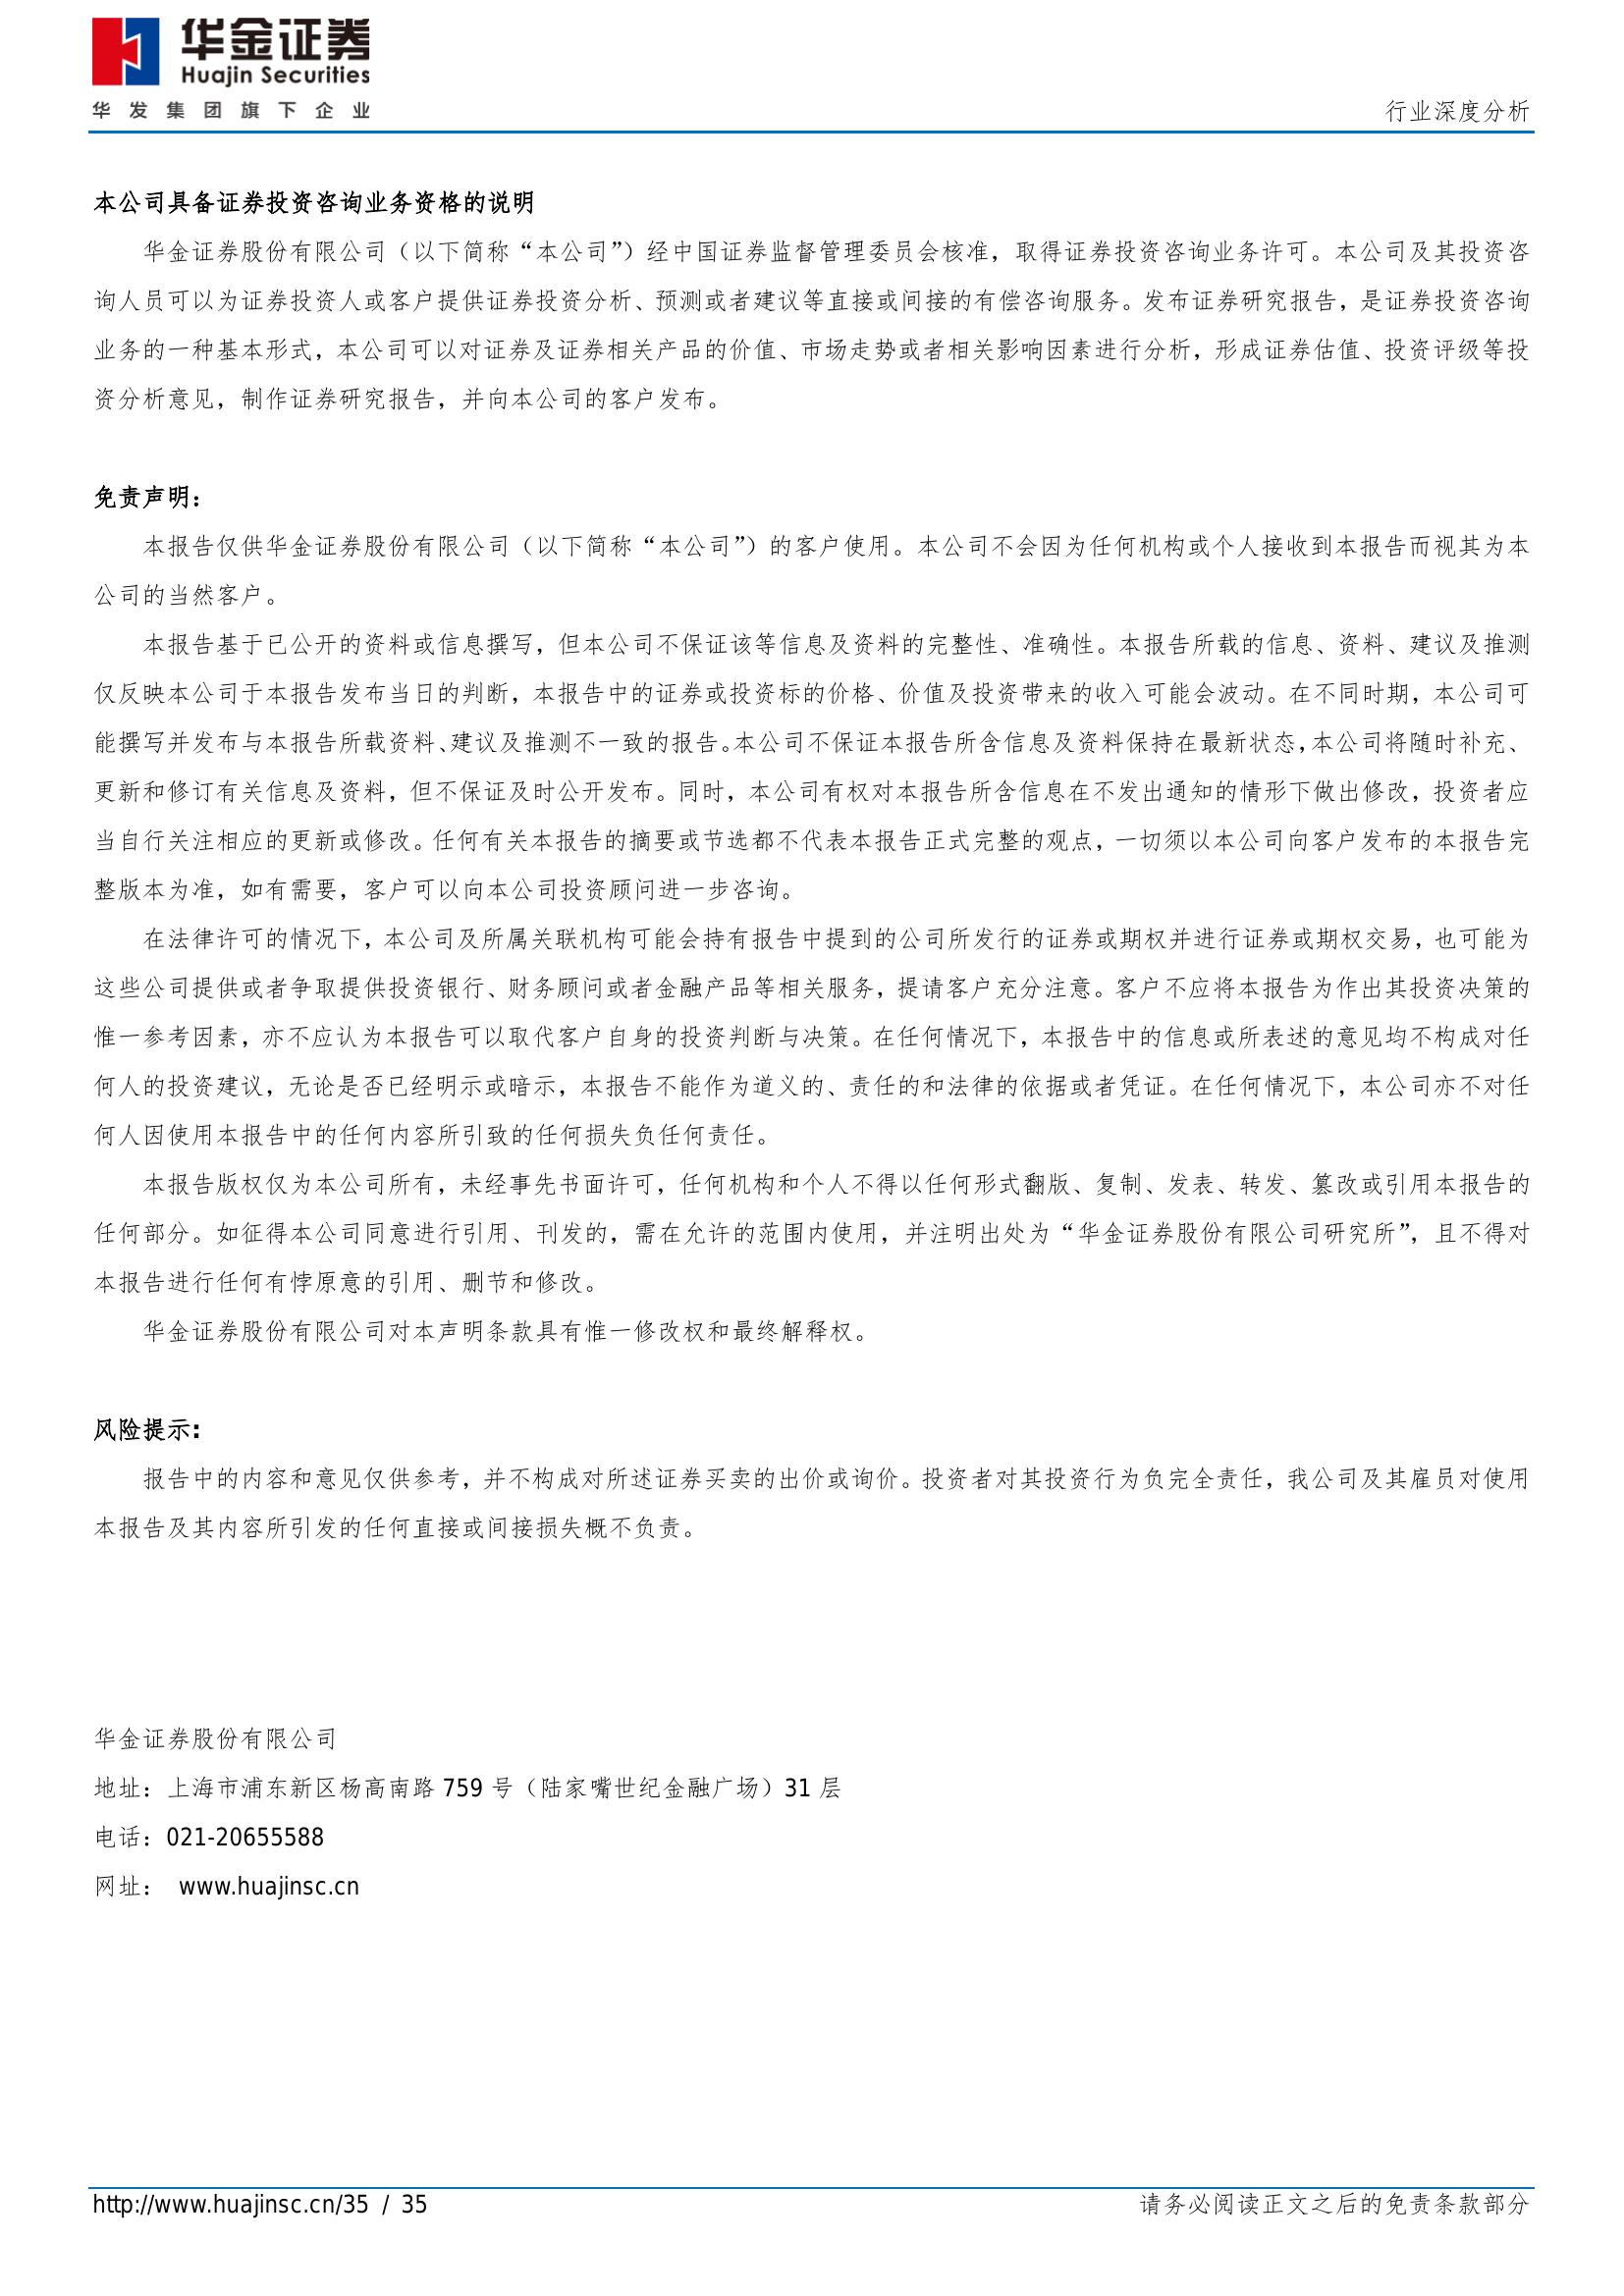 华金证券
Huajin Securities
华发集团旗下企业
行业深度分析
本公司具备证券投资咨询业务资格的说明
华金证券股份有限公司（以下简称“本公司”）经中国证券监督管理委员会核准，取得证券投资咨询业务许可。本公司及其投资咨
询人员可以为证券投资人或客户提供证券投资分析、预测或者建议等直接或间接的有偿咨询服务。发布证券研究报告，是证券投资咨询
业务的一种基本形式，本公司可以对证券及证券相关产品的价值、市场走势或者相关影响因素进行分析，形成证券估值、投资评级等投
资分析意见，制作证券研究报告，并向本公司的客户发布。
免责声明：
本报告仅供华金证券股份有限公司（以下简称“本公司”）的客户使用。本公司不会因为任何机构或个人接收到本报告而视其为本
公司的当然客户。
本报告基于已公开的资料或信息撰写，但本公司不保证该等信息及资料的完整性、准确性。本报告所载的信息、资料、建议及推测
仅反映本公司于本报告发布当日的判断，本报告中的证券或投资标的价格、价值及投资带来的收入可能会波动。在不同时期，本公司可
能撰写并发布与本报告所载资料、建议及推测不一致的报告。本公司不保证本报告所含信息及资料保持在最新状态，本公司将随时补充、
更新和修订有关信息及资料，但不保证及时公开发布。同时，本公司有权对本报告所含信息在不发出通知的情形下做出修改，投资者应
当自行关注相应的更新或修改。任何有关本报告的摘要或节选都不代表本报告正式完整的观点，一切须以本公司向客户发布的本报告完
整版本为准，如有需要，客户可以向本公司投资顾问进一步咨询。
在法律许可的情况下，本公司及所属关联机构可能会持有报告中提到的公司所发行的证券或期权并进行证券或期权交易，也可能为
这些公司提供或者争取提供投资银行、财务顾问或者金融产品等相关服务，提请客户充分注意。客户不应将本报告为作出其投资决策的
惟一参考因素，亦不应认为本报告可以取代客户自身的投资判断与决策。在任何情况下，本报告中的信息或所表述的意见均不构成对任
何人的投资建议，无论是否已经明示或暗示，本报告不能作为道义的、责任的和法律的依据或者凭证。在任何情况下，本公司亦不对任
何人因使用本报告中的任何内容所引致的任何损失负任何责任。
本报告版权仅为本公司所有，未经事先书面许可，任何机构和个人不得以任何形式翻版、复制、发表、转发、篡改或引用本报告的
任何部分。如征得本公司同意进行引用、刊发的，需在允许的范围内使用，并注明出处为“华金证券股份有限公司研究所”，且不得对
本报告进行任何有悖原意的引用、删节和修改。
华金证券股份有限公司对本声明条款具有惟一修改权和最终解释权。
风险提示:
报告中的内容和意见仅供参考，并不构成对所述证券买卖的出价或询价。投资者对其投资行为负完全责任，我公司及其雇员对使用
本报告及其内容所引发的任何直接或间接损失概不负责。
华金证券股份有限公司
地址：上海市浦东新区杨高南路 759 号（陆家嘴世纪金融广场）31 层
电话：021-20655588
网址： www.huajinsc.cn
http://www.huajinsc.cn/35 / 35
请务必阅读正文之后的免责条款部分